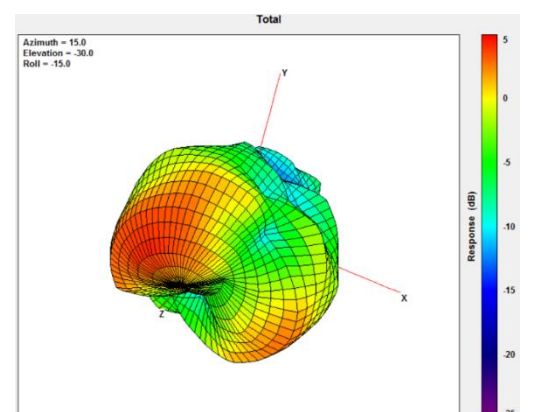 Total
Azimuth = 15.0
Elevation = -30.0
Roll = -15.0
Y
X
Z
5
0
-5
-10
-15
-20
Response (dB)